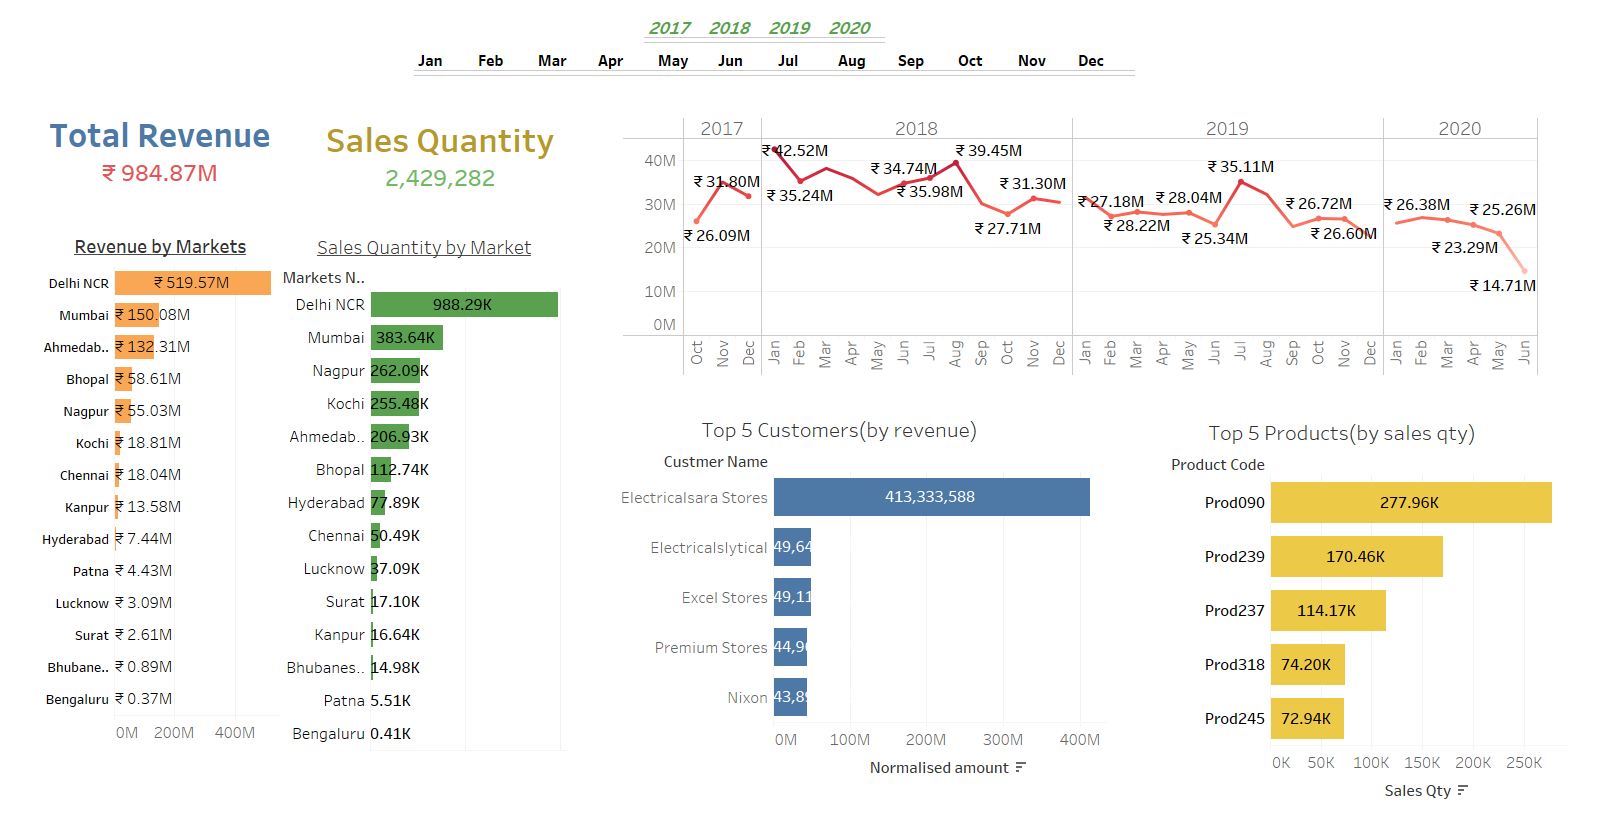 2017 2018 2019 2020
Jan Feb Mar Apr May Jun Jul Aug Sep Oct Nov Dec
Total Revenue
₹ 984.87M
Sales Quantity
2,429,282
Revenue by Markets
Delhi NCR ₹ 519.57M
Mumbai ₹ 150.08M
Ahmedab.. ₹ 132.31M
Bhopal ₹ 58.61M
Nagpur ₹ 55.03M
Kochi ₹ 18.81M
Chennai ₹ 18.04M
Kanpur ₹ 13.58M
Hyderabad ₹ 7.44M
Patna ₹ 4.43M
Lucknow ₹ 3.09M
Surat ₹ 2.61M
Bhubane.. ₹ 0.89M
Bengaluru ₹ 0.37M
0M 200M 400M
Sales Quantity by Market
Markets N..
Delhi NCR 988.29K
Mumbai 383.64K
Nagpur 262.09K
Kochi 255.48K
Ahmedab.. 206.93K
Bhopal 112.74K
Hyderabad 77.89K
Chennai 50.49K
Lucknow 37.09K
Surat 17.10K
Kanpur 16.64K
Bhubanes.. 14.98K
Patna 5.51K
Bengaluru 0.41K
2017 2018 2019 2020
40M
30M
20M
10M
0M
₹ 26.09M
₹ 31.80M
₹ 42.52M
₹ 35.24M
₹ 34.74M
₹ 35.98M
₹ 39.45M
₹ 27.71M
₹ 31.30M
₹ 27.18M
₹ 28.22M
₹ 28.04M
₹ 25.34M
₹ 35.11M
₹ 26.72M
₹ 26.60M
₹ 26.38M
₹ 23.29M
₹ 25.26M
₹ 14.71M
Oct Nov Dec Jan Feb Mar Apr May Jun Jul Aug Sep Oct Nov Dec Jan Feb Mar Apr May Jun Jul Aug Sep Oct Nov Dec Jan Feb Mar Apr May Jun
Top 5 Customers(by revenue)
Custmer Name
Electricalsara Stores 413,333,588
Electricalslytical 49,64
Excel Stores 49,11
Premium Stores 44,9
Nixon 43,8
0M 100M 200M 300M 400M
Normalised amount
Top 5 Products(by sales qty)
Product Code
Prod090 277.96K
Prod239 170.46K
Prod237 114.17K
Prod318 74.20K
Prod245 72.94K
0K 50K 100K 150K 200K 250K
Sales Qty